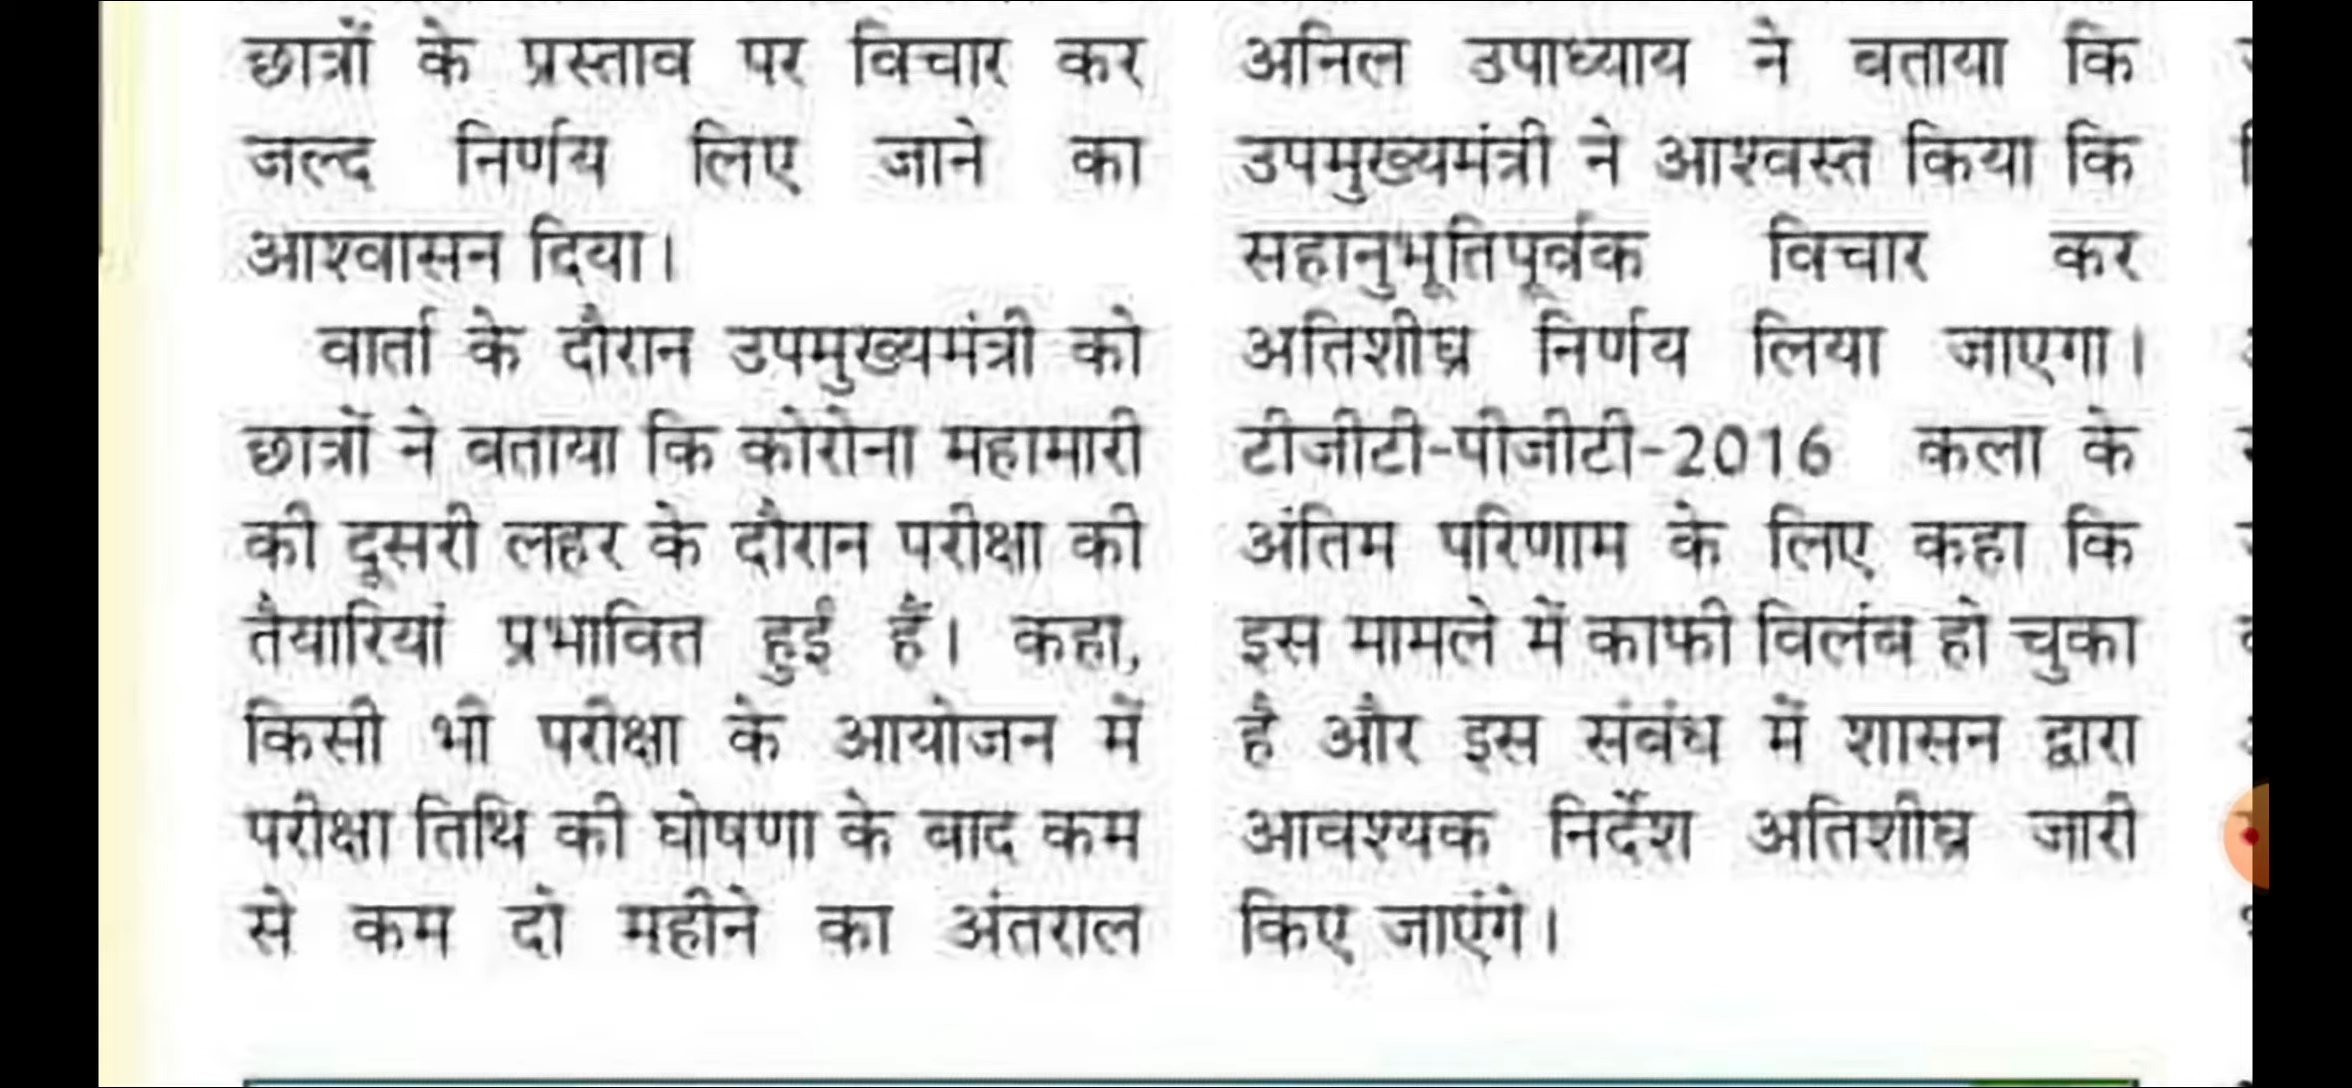 छात्रों के प्रस्ताव पर विचार कर
जल्द निर्णय लिए जाने का
आश्वासन दिया।
वार्ता के दौरान उपमुख्यमंत्री को
छात्रों ने बताया कि कोरोना महामारी
की दूसरी लहर के दौरान परीक्षा की
तैयारियां प्रभावित हुई हैं। कहा,
किसी भी परीक्षा के आयोजन में
परीक्षा तिथि की घोषणा के बाद कम
से कम दो महीने का अंतराल
अनिल उपाध्याय ने बताया कि
उपमुख्यमंत्री ने आश्वस्त किया कि
सहानुभूतिपूर्वक विचार कर
अतिशीघ्र निर्णय लिया जाएगा।
टीजीटी-पीजीटी-2016 कला के
अंतिम परिणाम के लिए कहा कि
इस मामले में काफी विलंब हो चुका
है और इस संबंध में शासन द्वारा
आवश्यक निर्देश अतिशीघ्र जारी
किए जाएंगे।